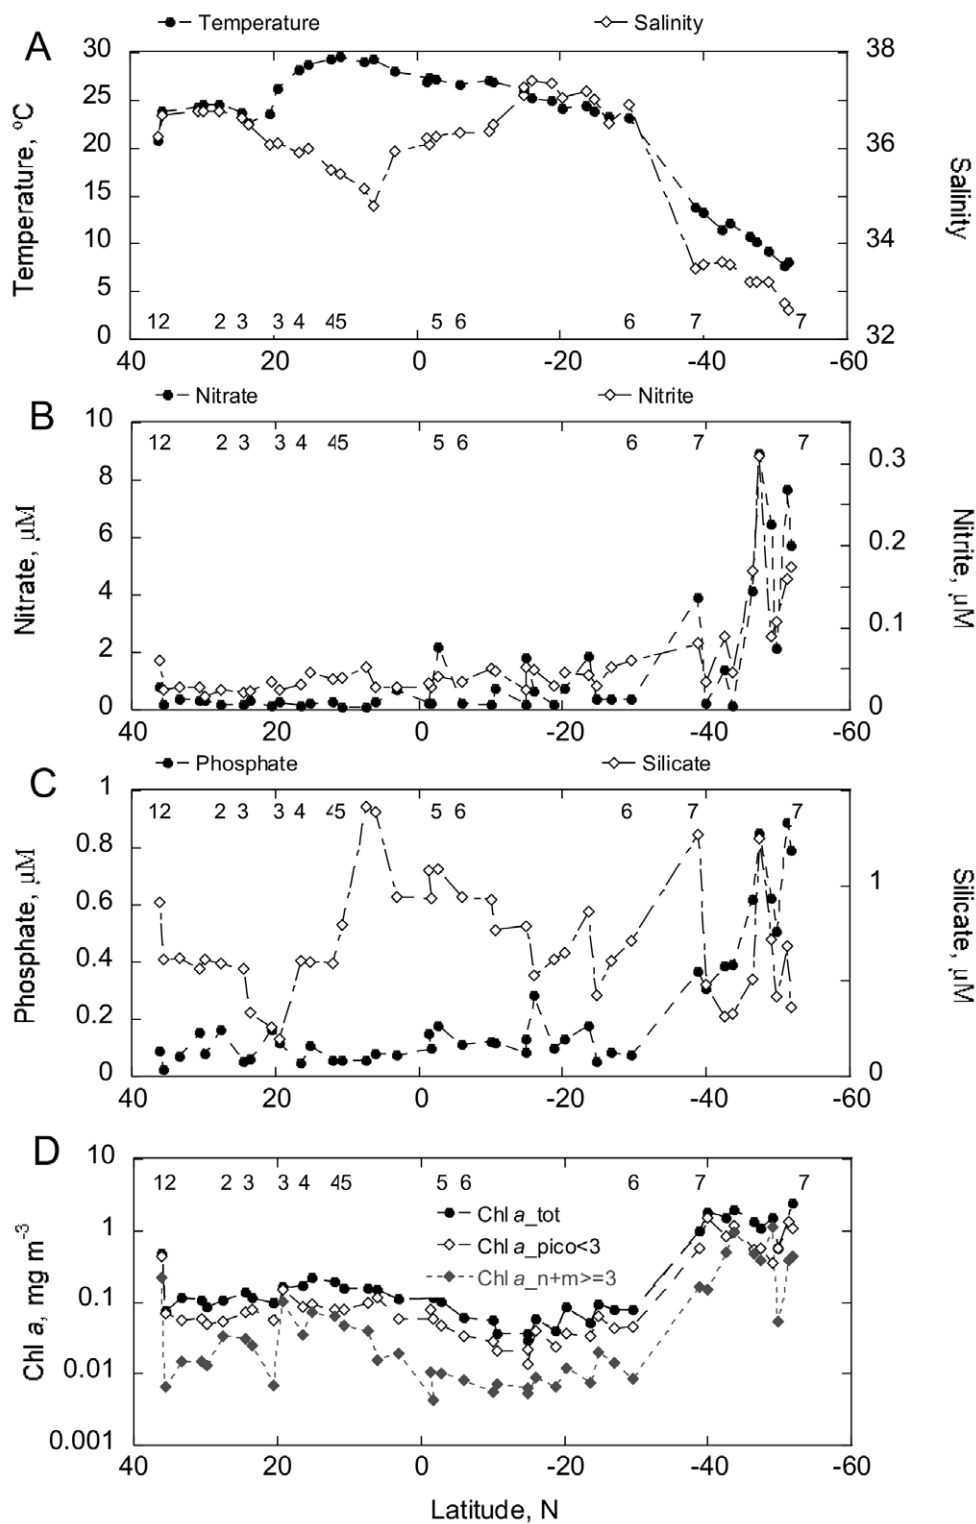 A
Temperature Salinity
30 38
25
20 36
15
10 34
5
0 32
Temperature, ºC
Salinity
12 2 3 3 4 45 5 6 6 7 7
40 20 0 -20 -40 -60
B
Nitrate Nitrite
10
8 0.3
6 0.2
4
2 0.1
0 0
Nitrate, µM
Nitrite, µM
12 2 3 3 4 45 5 6 6 7 7
40 20 0 -20 -40 -60
C
Phosphate Silicate
1
0.8
0.6 1
0.4
0.2
0 0
Phosphate, µM
Silicate, µM
12 2 3 3 4 45 5 6 6 7 7
40 20 0 -20 -40 -60
D
10
1
0.1
0.01
0.001
Chl a, mg m⁻³
12 2 3 3 4 45 5 6 6 7 7
Chl a_tot
Chl a_pico<3
Chl a_n+m>=3
40 20 0 -20 -40 -60
Latitude, N